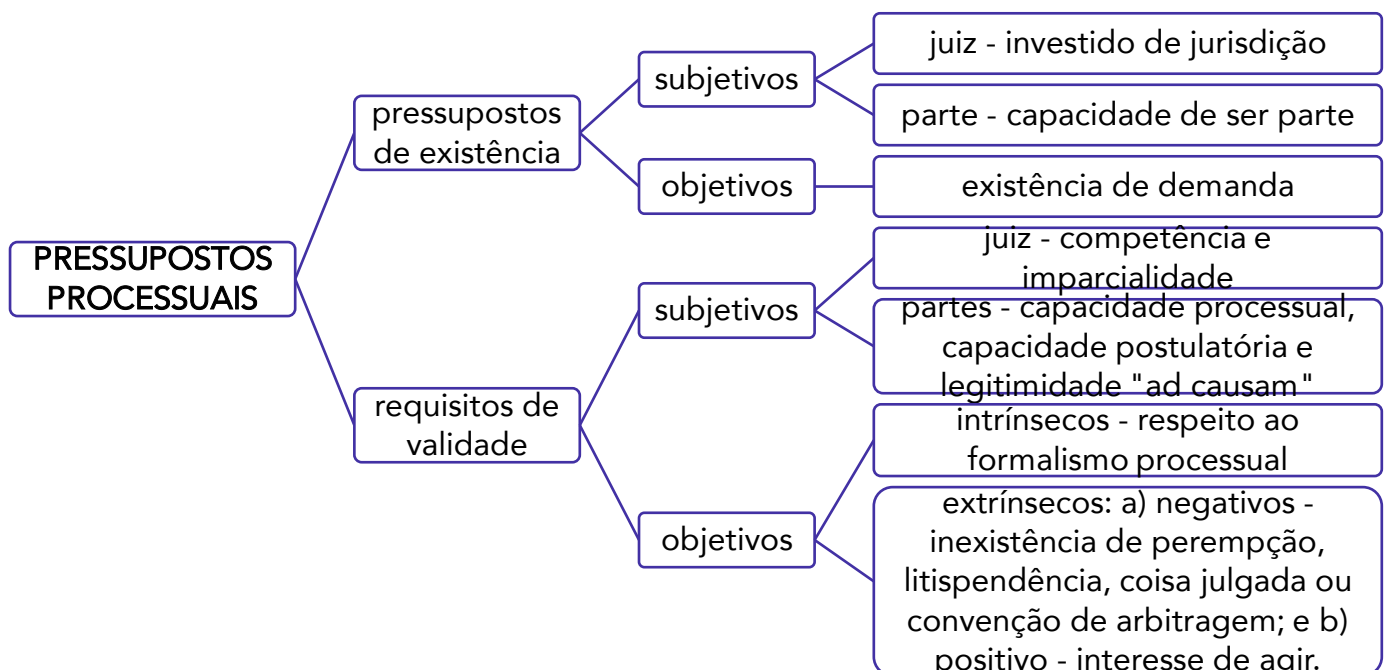 PRESSUPOSTOS
PROCESSUAIS
pressupostos
de existência
subjetivos
juiz - investido de jurisdição
parte - capacidade de ser parte
objetivos
existência de demanda
requisitos de
validade
subjetivos
juiz - competência e
imparcialidade
partes - capacidade processual,
capacidade postulatória e
legitimidade "ad causam"
objetivos
intrínsecos - respeito ao
formalismo processual
extrínsecos: a) negativos -
inexistência de perempção,
litispendência, coisa julgada ou
convenção de arbitragem; e b)
positivo - interesse de agir.